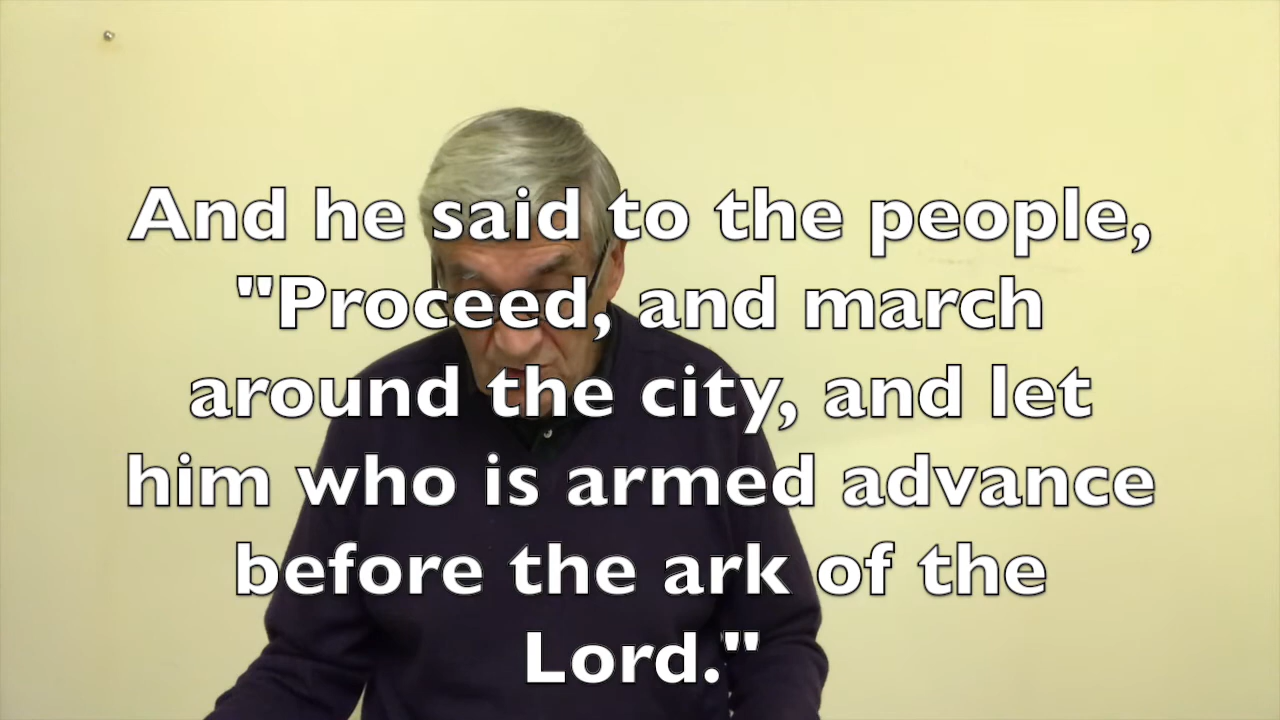 And he said to the people,
"Proceed, and march
around the city, and let
him who is armed advance
before the ark of the
Lord."